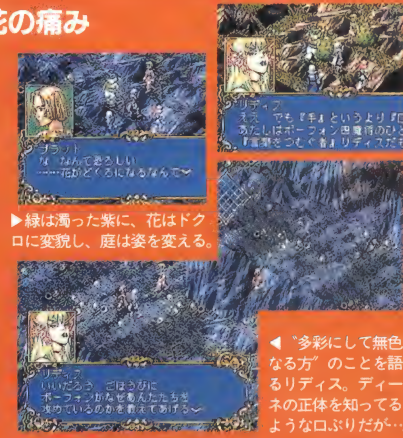 花の痛み
ブラット
な なんて恐ろしい
……花がどくろになるなんて
リディス
ええ でも『手』というより『口
あたしはボーフォン四魔将のひと
『言葉をつむぐ者』リディスだも
▶緑は濁った紫に、花はドク
ロに変貌し、庭は姿を変える。
リディス
いいだろう ごほうびに
ボーフォンがなぜあんたたちを
攻めているのかを教えてあげる
◀〝多彩にして無色
なる方〟のことを語
るリディス。ディー
ネの正体を知ってる
ような口ぶりだが…